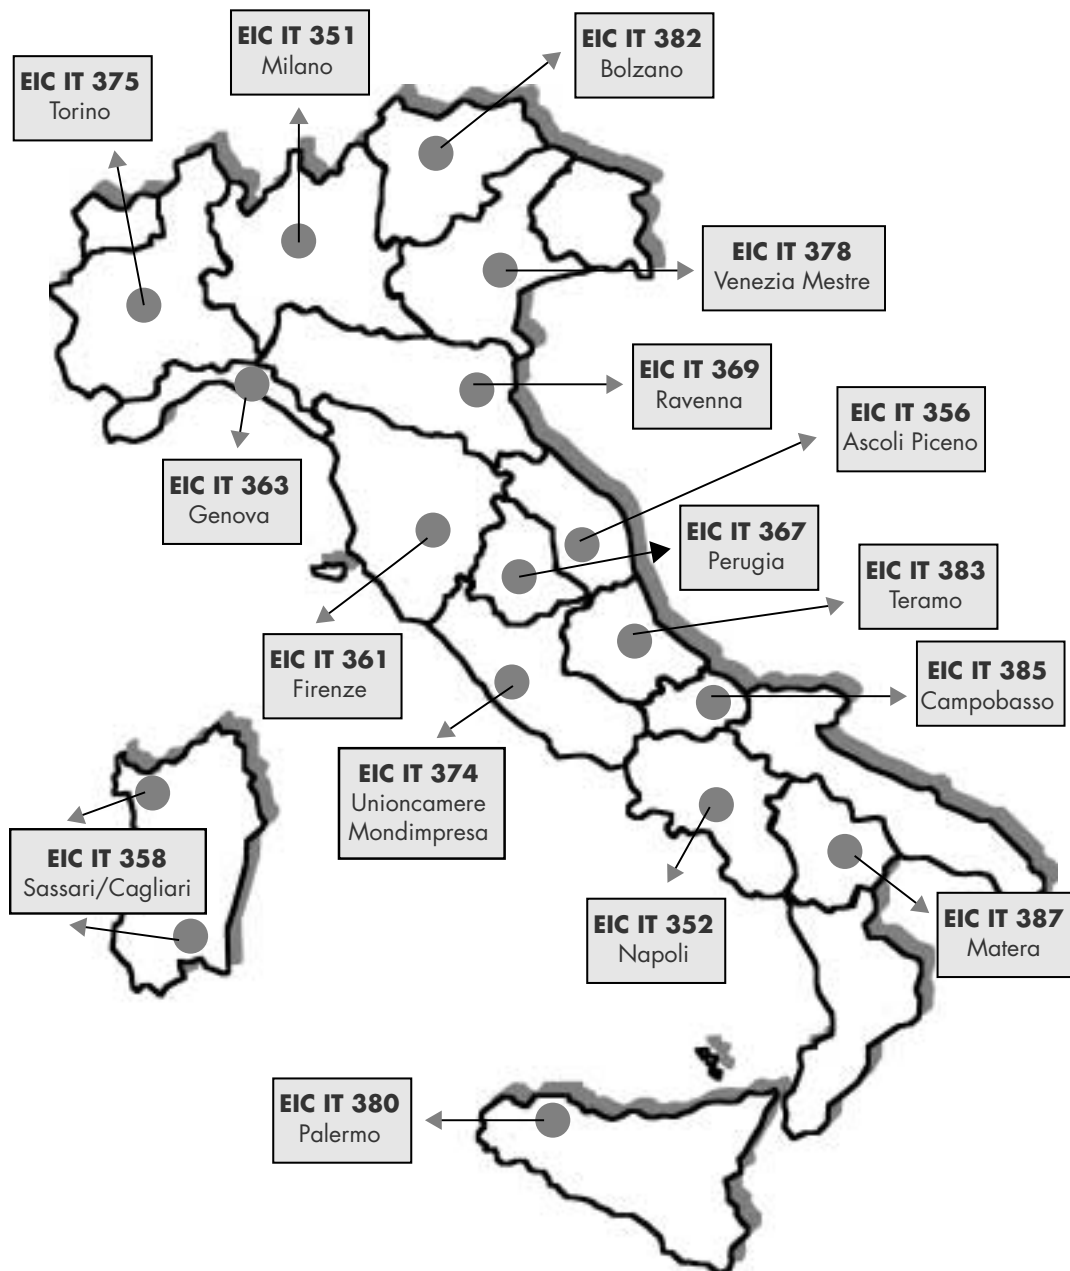 EIC IT 351
Milano
EIC IT 382
Bolzano
EIC IT 375
Torino
EIC IT 378
Venezia Mestre
EIC IT 369
Ravenna
EIC IT 356
Ascoli Piceno
EIC IT 363
Genova
EIC IT 367
Perugia
EIC IT 383
Teramo
EIC IT 361
Firenze
EIC IT 385
Campobasso
EIC IT 374
Unioncamere
Mondimpresa
EIC IT 358
Sassari/Cagliari
EIC IT 352
Napoli
EIC IT 387
Matera
EIC IT 380
Palermo